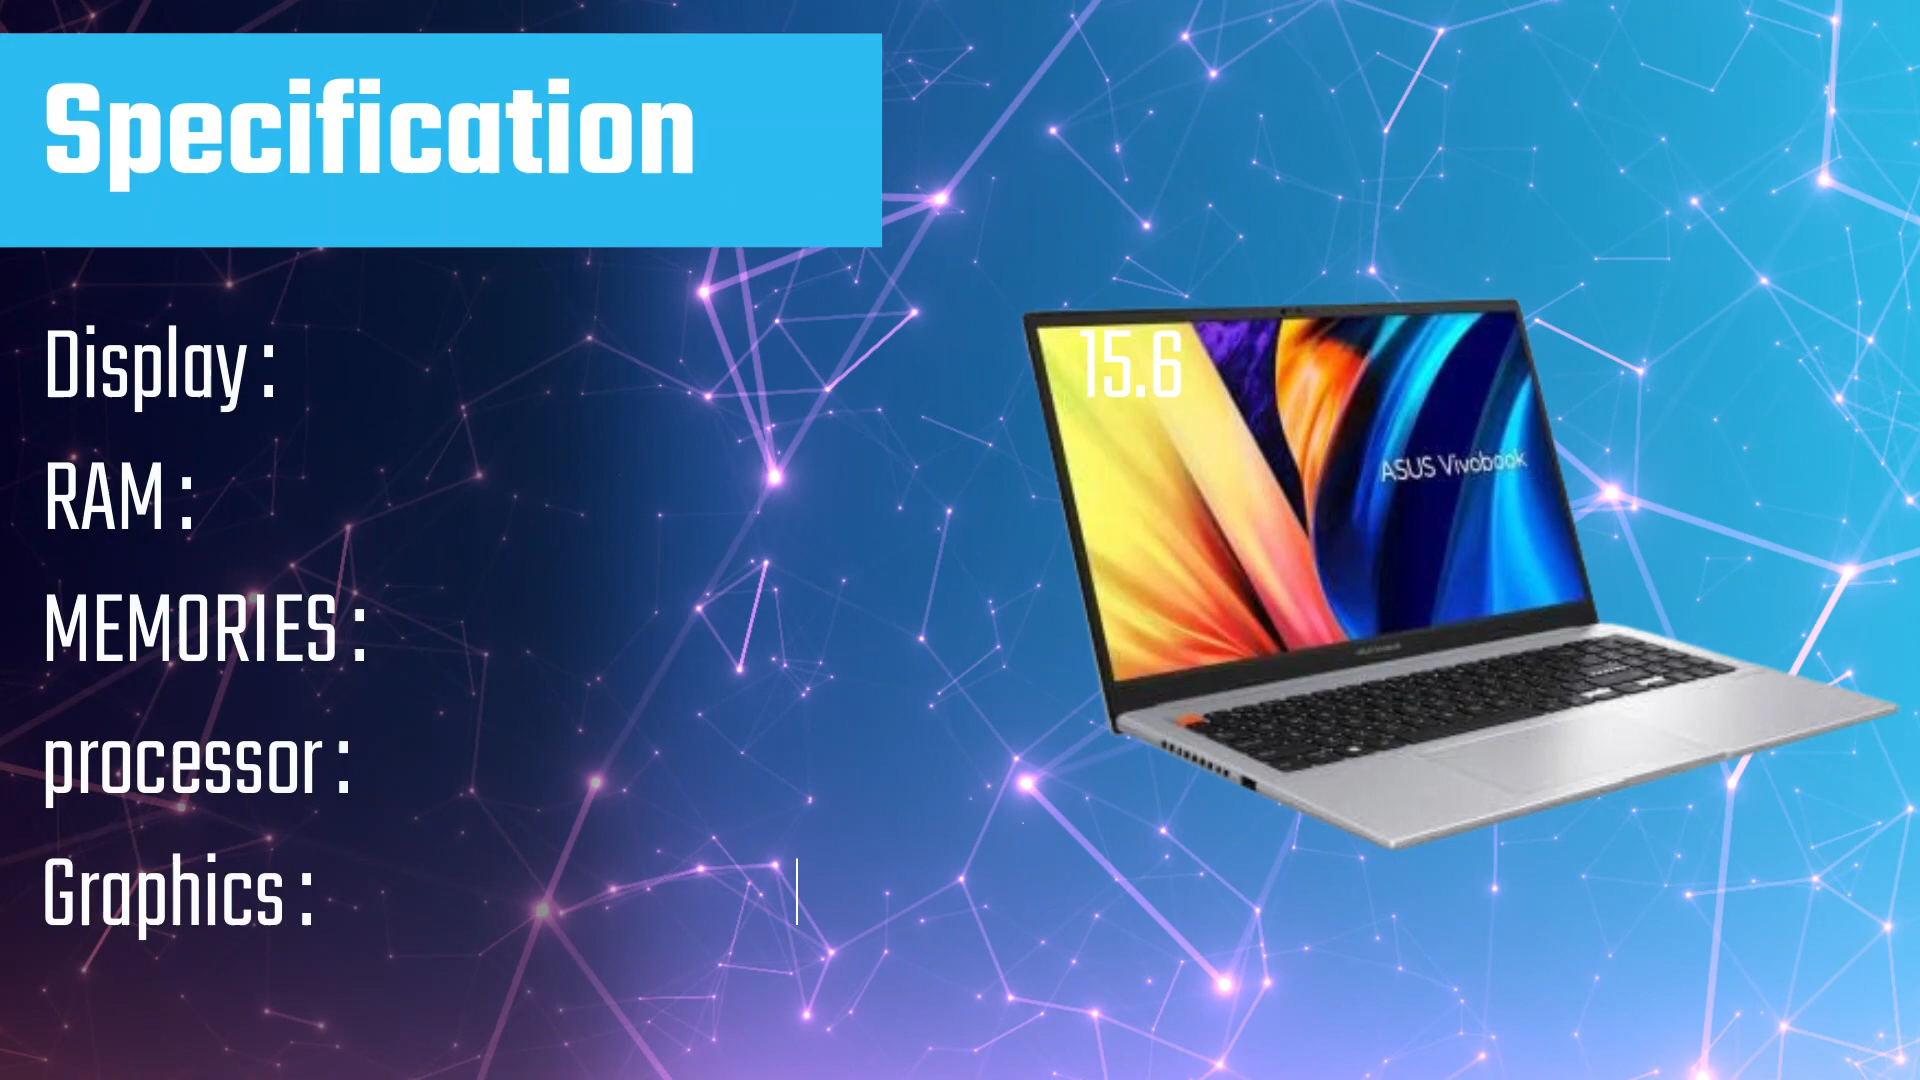 Specification
Display : 15.6
ASUS Vivobook
RAM :
MEMORIES :
processor :
Graphics :